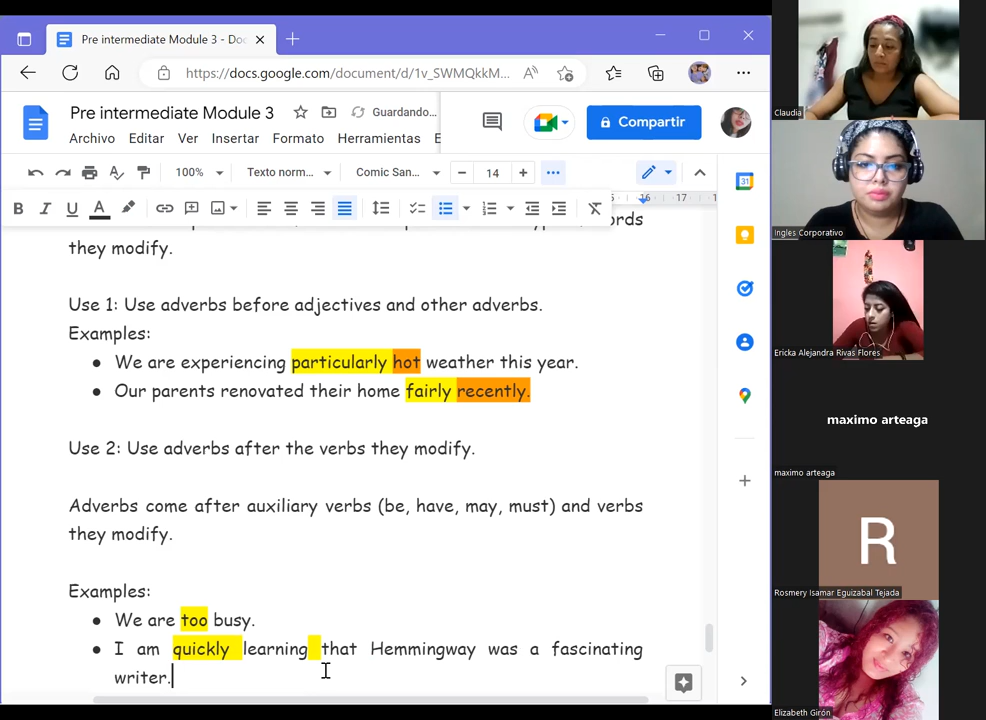 Pre intermediate Module 3 - Doc
https://docs.google.com/document/d/1v_SWMQkkM...
Pre intermediate Module 3
Guardando...
Compartir
Archivo Editar Ver Insertar Formato Herramientas E
100% Texto norm... Comic San... 14
16 17
they modify.
Use 1: Use adverbs before adjectives and other adverbs.
Examples:
● We are experiencing particularly hot weather this year.
● Our parents renovated their home fairly recently.
Use 2: Use adverbs after the verbs they modify.
Adverbs come after auxiliary verbs (be, have, may, must) and verbs
they modify.
Examples:
● We are too busy.
● I am quickly learning that Hemmingway was a fascinating
writer.
Claudia
Ingles Corporativo
Ericka Alejandra Rivas Flores
maximo arteaga
maximo arteaga
R
Rosmery Isamar Eguizabal Tejada
Elizabeth Girón